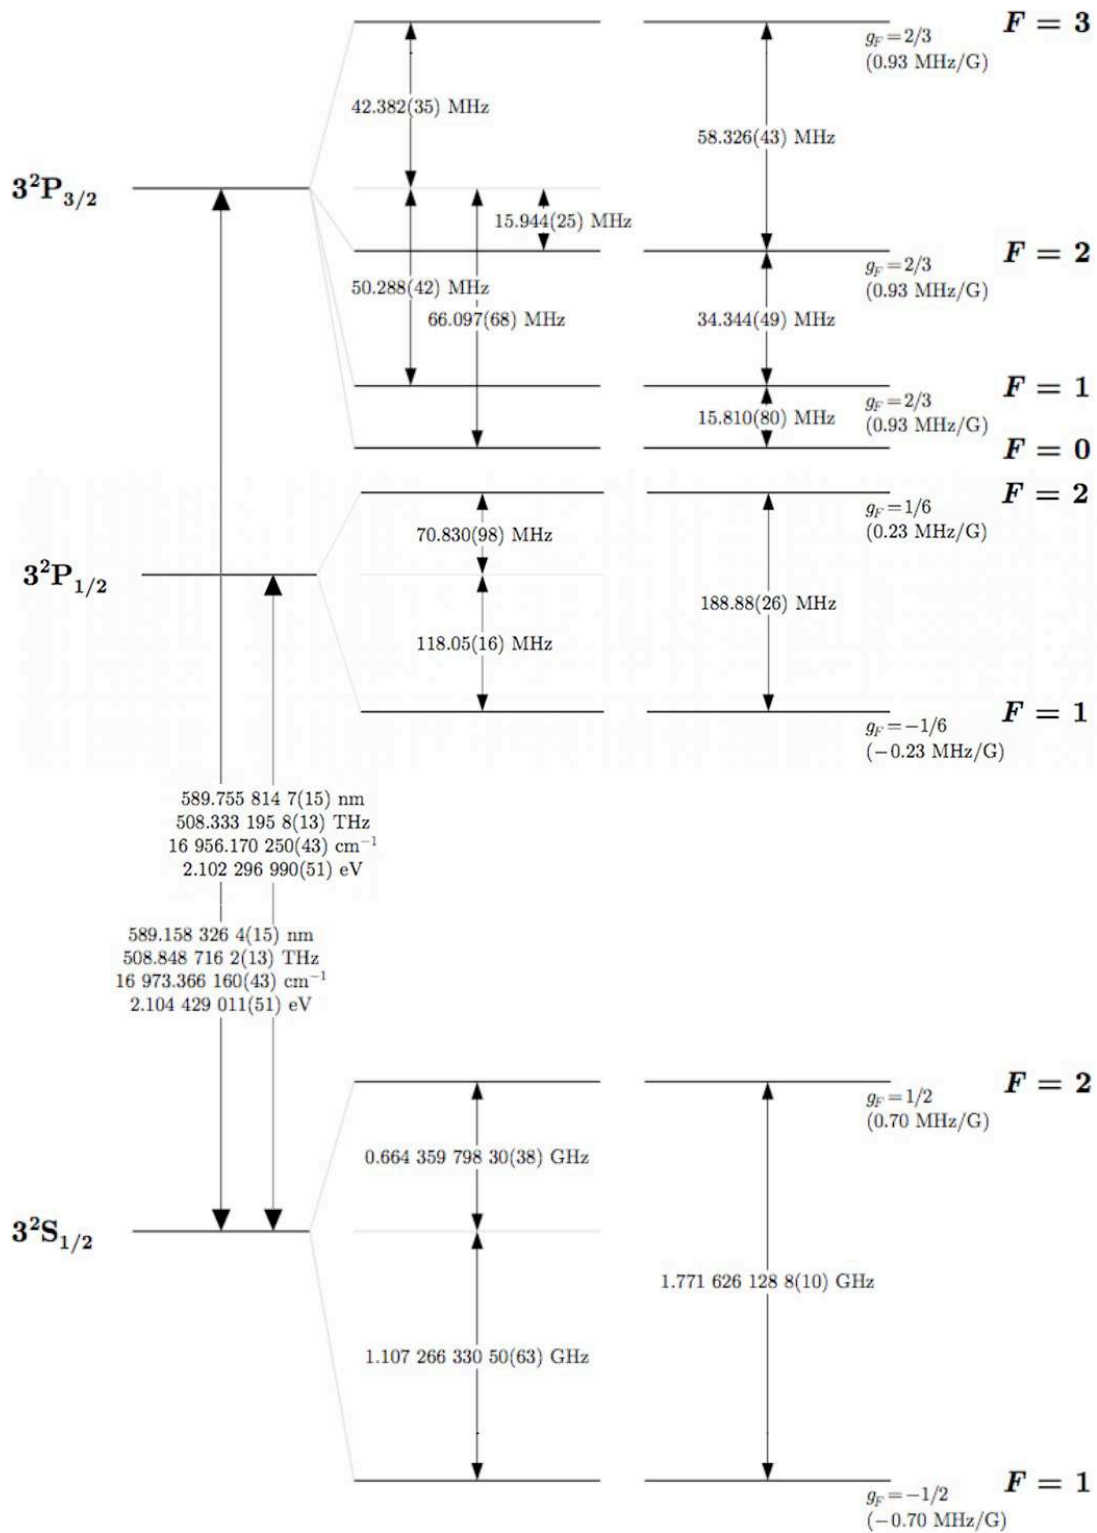 F = 3
g_F = 2/3
(0.93 MHz/G)
42.382(35) MHz
58.326(43) MHz
3²P₃/₂
15.944(25) MHz
F = 2
g_F = 2/3
(0.93 MHz/G)
50.288(42) MHz
66.097(68) MHz
34.344(49) MHz
F = 1
g_F = 2/3
(0.93 MHz/G)
15.810(80) MHz
F = 0
F = 2
g_F = 1/6
(0.23 MHz/G)
70.830(98) MHz
3²P₁/₂
188.88(26) MHz
118.05(16) MHz
F = 1
g_F = −1/6
(−0.23 MHz/G)
589.755 814 7(15) nm
508.333 195 8(13) THz
16 956.170 250(43) cm⁻¹
2.102 296 990(51) eV
589.158 326 4(15) nm
508.848 716 2(13) THz
16 973.366 160(43) cm⁻¹
2.104 429 011(51) eV
F = 2
g_F = 1/2
(0.70 MHz/G)
0.664 359 798 30(38) GHz
3²S₁/₂
1.771 626 128 8(10) GHz
1.107 266 330 50(63) GHz
F = 1
g_F = −1/2
(−0.70 MHz/G)